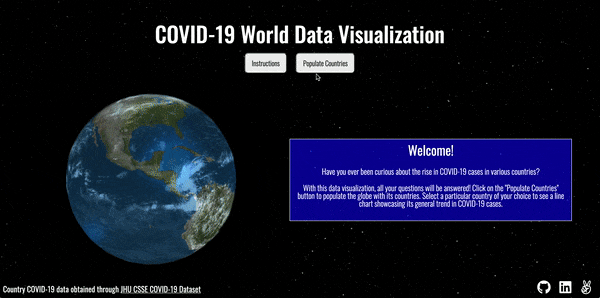 COVID-19 World Data Visualization
Instructions
Populate Countries
Welcome!
Have you ever been curious about the rise in COVID-19 cases in various countries?
With this data visualization, all your questions will be answered! Click on the "Populate Countries"
button to populate the globe with its countries. Select a particular country of your choice to see a line
chart showcasing its general trend in COVID-19 cases.
Country COVID-19 data obtained through JHU CSSE COVID-19 Dataset